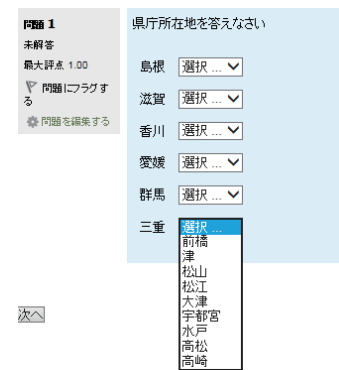 問題 1
未解答
最大評点 1.00
問題にフラグす
る
問題を編集する
県庁所在地を答えなさい
島根 選択 ...
滋賀 選択 ...
香川 選択 ...
愛媛 選択 ...
群馬 選択 ...
三重 選択 ...
前橋
津
松山
松江
大津
宇都宮
水戸
高松
高崎
次へ